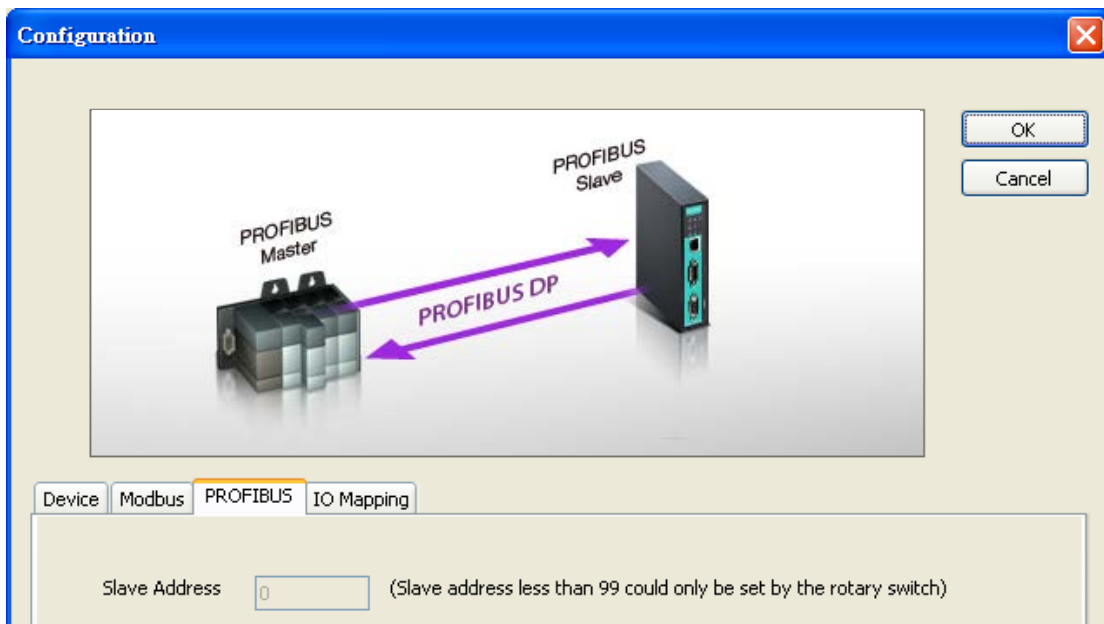 Configuration
OK
Cancel
PROFIBUS
Slave
PROFIBUS
Master
PROFIBUS DP
Device Modbus PROFIBUS IO Mapping
Slave Address 0 (Slave address less than 99 could only be set by the rotary switch)